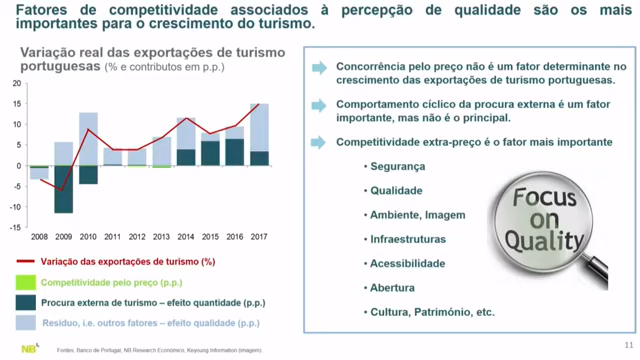 Fatores de competitividade associados à percepção de qualidade são os mais
importantes para o crescimento do turismo.
Variação real das exportações de turismo
portuguesas (% e contributos em p.p.)
20
15
10
5
0
-5
-10
-15
2008 2009 2010 2011 2012 2013 2014 2015 2016 2017
Variação das exportações de turismo (%)
Competitividade pelo preço (p.p.)
Procura externa de turismo – efeito quantidade (p.p.)
Resíduo, i.e. outros fatores – efeito qualidade (p.p.)
Concorrência pelo preço não é um fator determinante no
crescimento das exportações de turismo portuguesas.
Comportamento cíclico da procura externa é um fator
importante, mas não é o principal.
Competitividade extra-preço é o fator mais importante
• Segurança
• Qualidade
• Ambiente, Imagem
• Infraestruturas
• Acessibilidade
• Abertura
• Cultura, Património, etc.
Focus
on
Quality
NB
Fontes: Banco de Portugal, NB Research Económico, Keyoung Information (imagem).
11